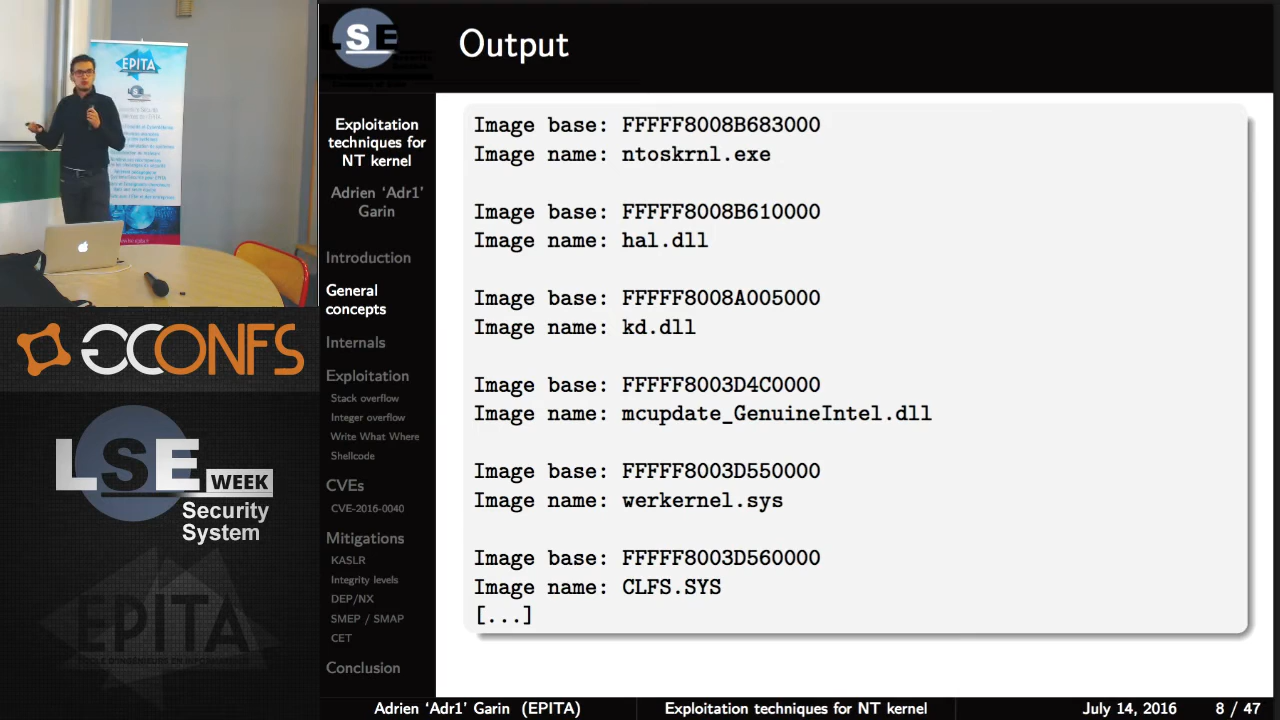 EPITA
LSE
Output
Exploitation
techniques for
NT kernel
Adrien ‘Adr1’
Garin
Introduction
General
concepts
Internals
Exploitation
Stack overflow
Integer overflow
Write What Where
Shellcode
CVEs
CVE-2016-0040
Mitigations
KASLR
Integrity levels
DEP/NX
SMEP / SMAP
CET
Conclusion
Image base: FFFFF8008B683000
Image name: ntoskrnl.exe
Image base: FFFFF8008B610000
Image name: hal.dll
Image base: FFFFF8008A005000
Image name: kd.dll
Image base: FFFFF8003D4C0000
Image name: mcupdate_GenuineIntel.dll
Image base: FFFFF8003D550000
Image name: werkernel.sys
Image base: FFFFF8003D560000
Image name: CLFS.SYS
[...]
GCONFS
LSE WEEK
Security
System
EPITA
Adrien ‘Adr1’ Garin (EPITA)
Exploitation techniques for NT kernel
July 14, 2016
8 / 47